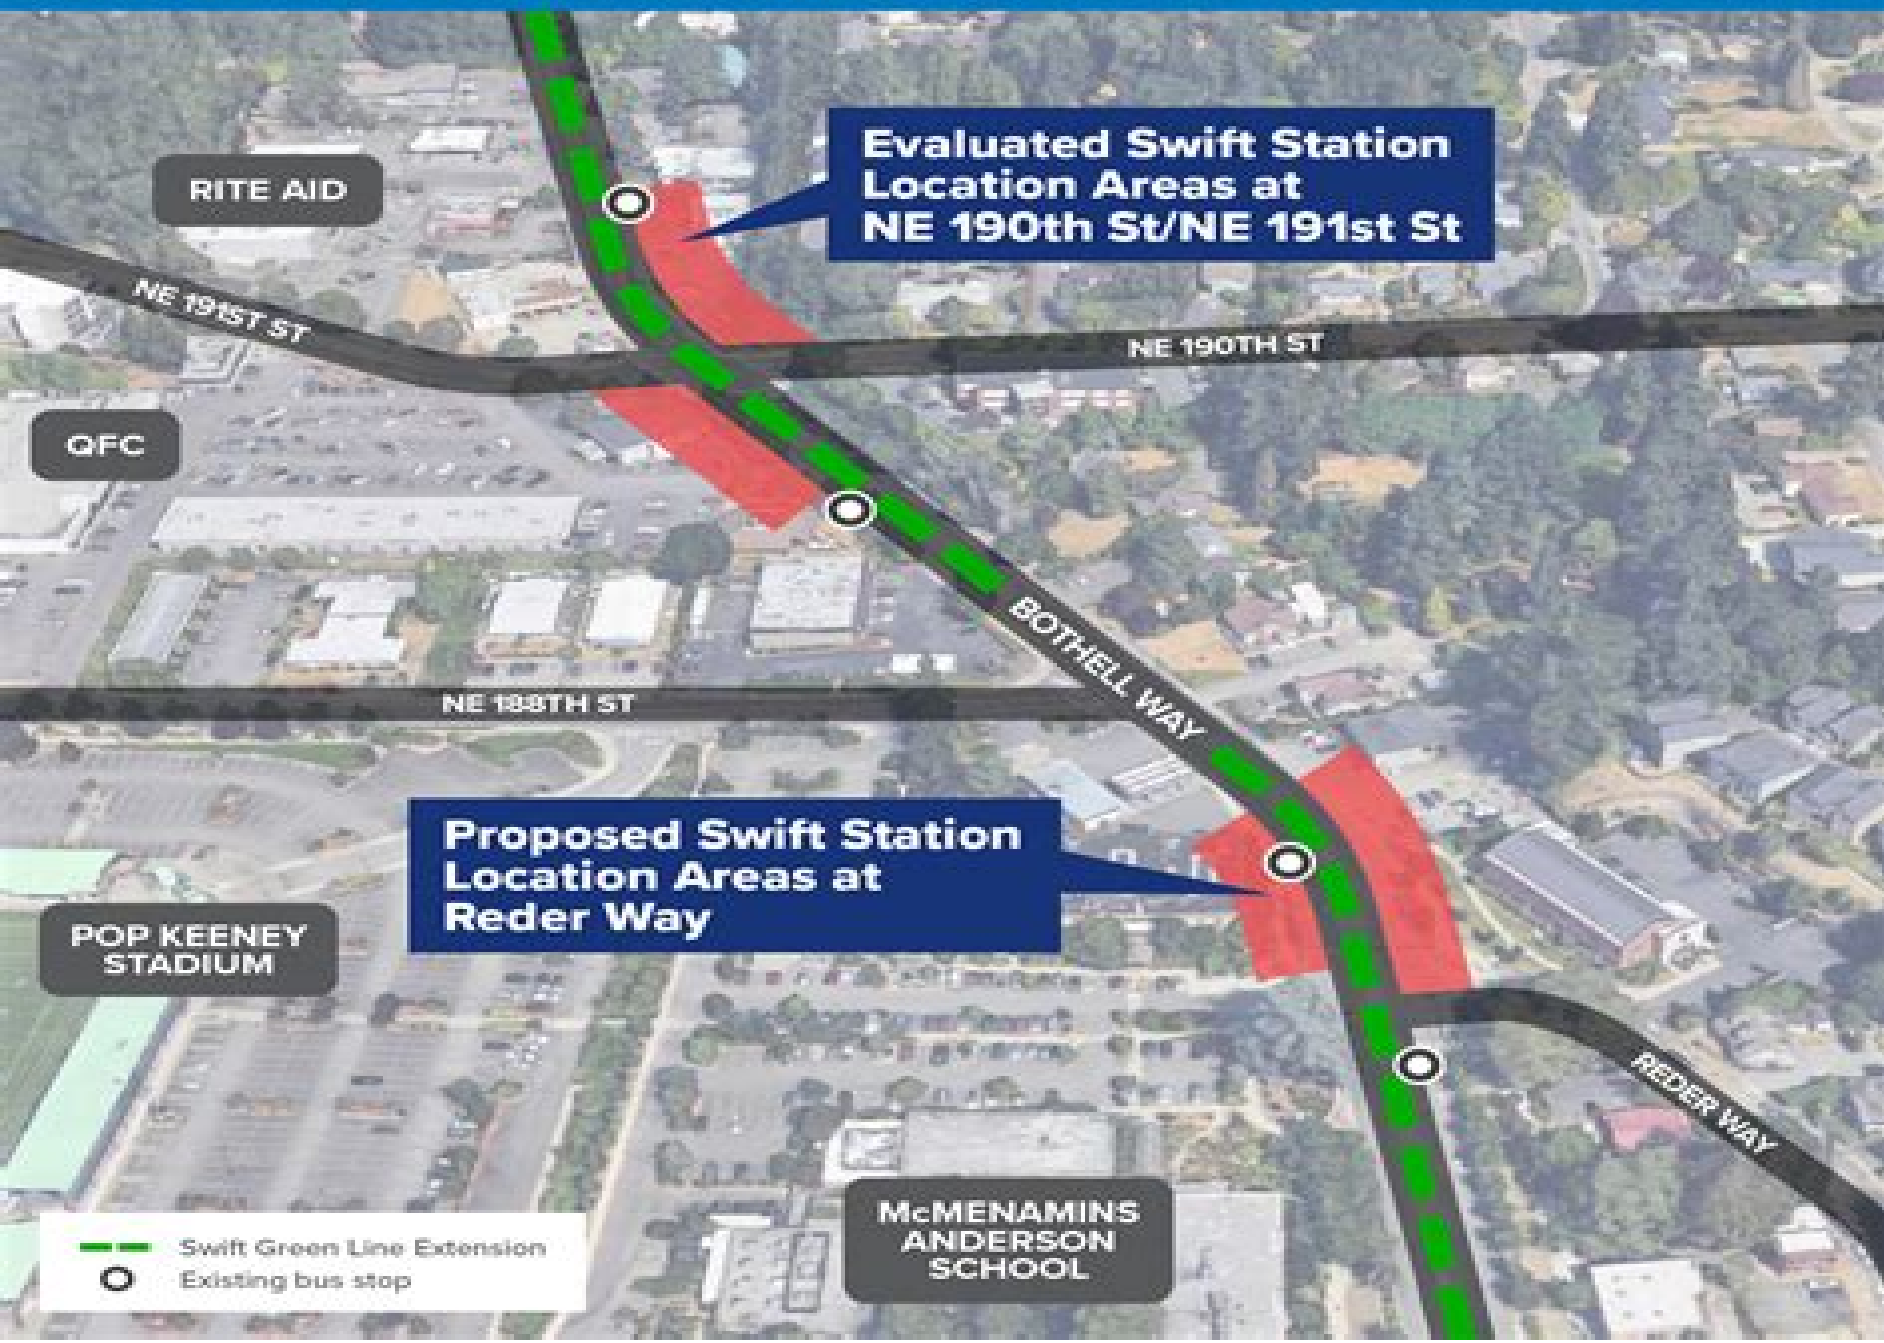 Evaluated Swift Station
Location Areas at
NE 190th St/NE 191st St
RITE AID
NE 191ST ST
NE 190TH ST
QFC
BOTHELL WAY
NE 188TH ST
Proposed Swift Station
Location Areas at
Reder Way
POP KEENEY
STADIUM
REDER WAY
McMENAMINS
ANDERSON
SCHOOL
Swift Green Line Extension
Existing bus stop